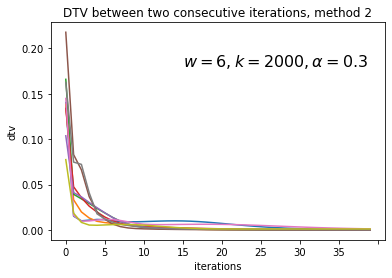 DTV between two consecutive iterations, method 2
w = 6, k = 2000, α = 0.3
dtv
0.20
0.15
0.10
0.05
0.00
0 5 10 15 20 25 30 35
iterations